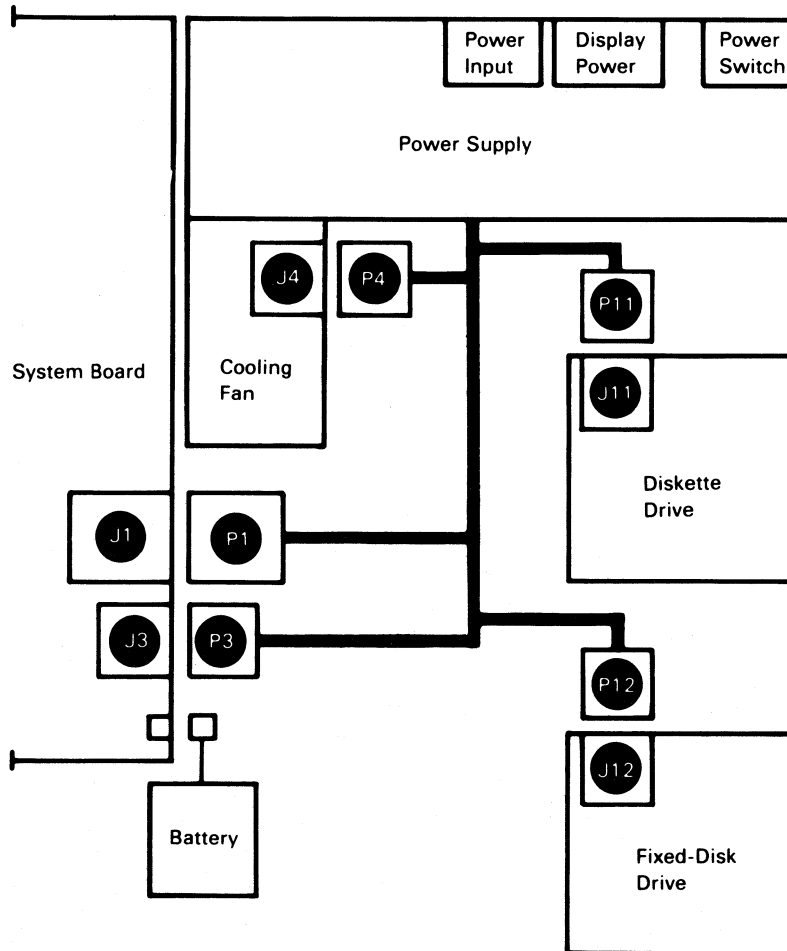 Power
Input
Display
Power
Power
Switch
Power Supply
J4
P4
P11
System Board
Cooling
Fan
J11
Diskette
Drive
J1
P1
J3
P3
P12
J12
Battery
Fixed-Disk
Drive